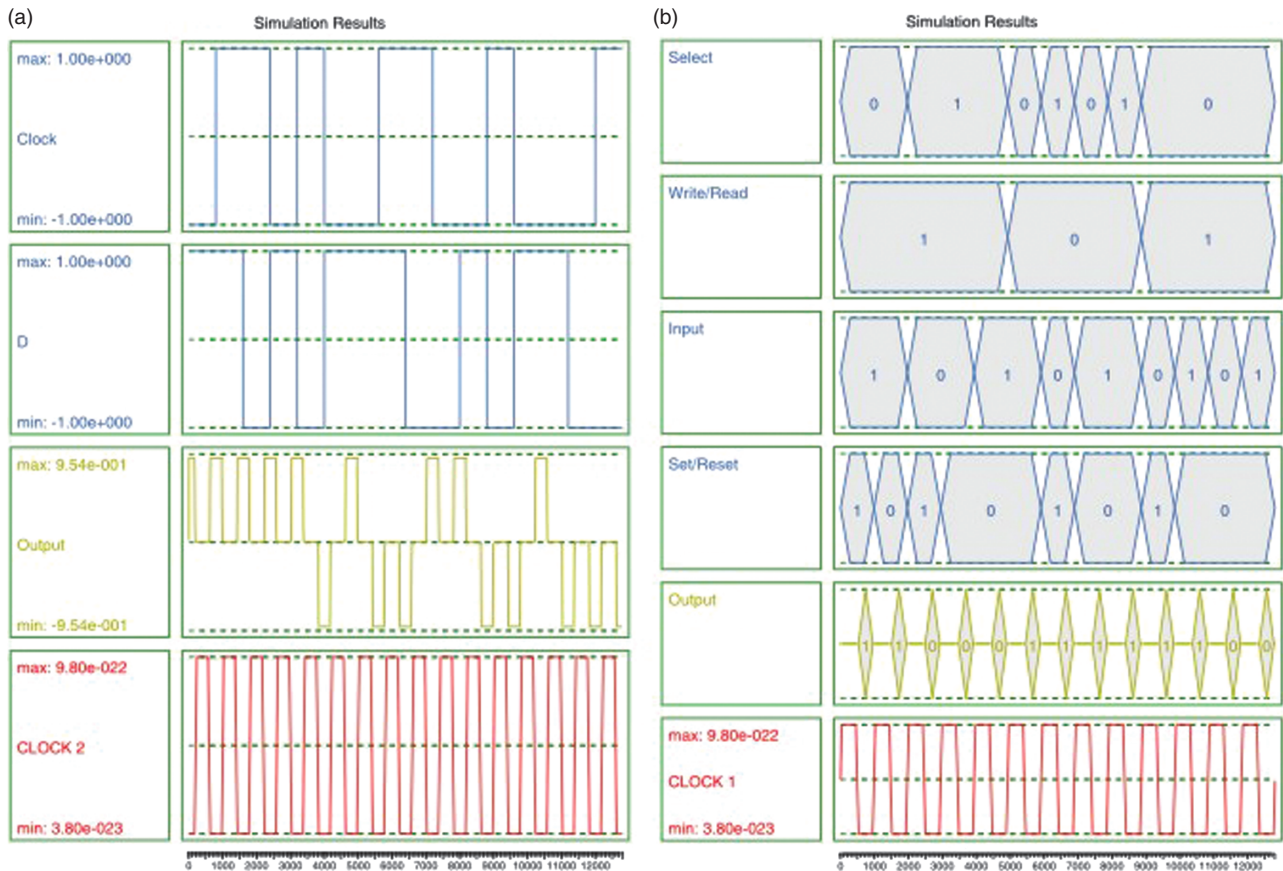 (a)
Simulation Results
max: 1.00e+000
Clock
min: -1.00e+000
max: 1.00e+000
D
min: -1.00e+000
max: 9.54e-001
Output
min: -9.54e-001
max: 9.80e-022
CLOCK 2
min: 3.80e-023
0 1000 2000 3000 4000 5000 6000 7000 8000 9000 10000 11000 12000
(b)
Simulation Results
Select
0 1 0 1 0 1 0
Write/Read
1 0 1
Input
1 0 1 0 1 0 1 0 1
Set/Reset
1 0 1 0 1 0 1 0
Output
1 1 0 0 0 1 1 1 1 1 1 0 0
max: 9.80e-022
CLOCK 1
min: 3.80e-023
0 1000 2000 3000 4000 5000 6000 7000 8000 9000 10000 11000 12000